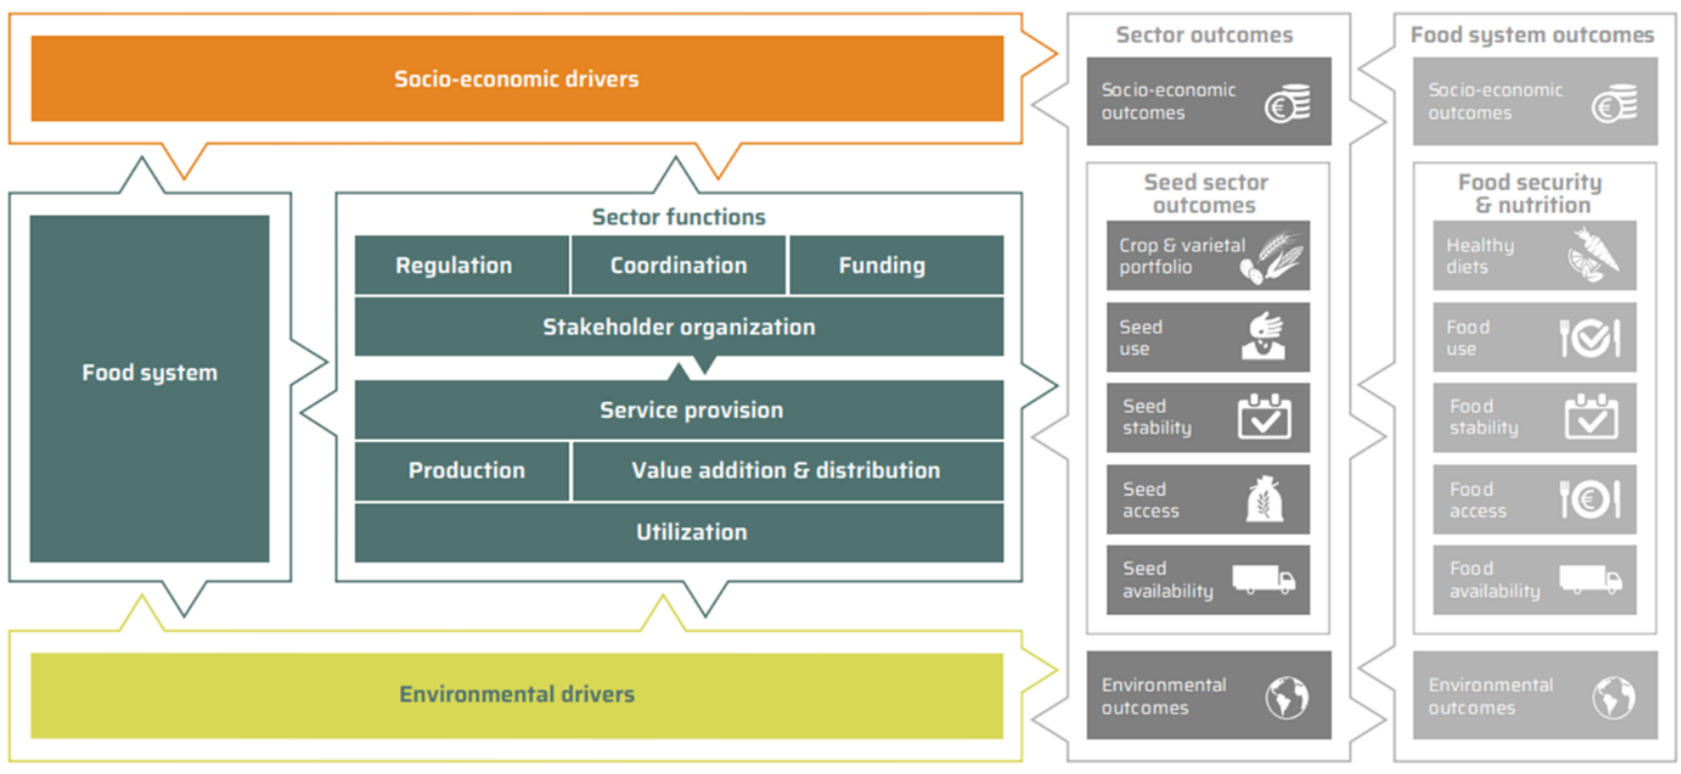 Socio-economic drivers
Food system
Sector functions
Regulation
Coordination
Funding
Stakeholder organization
Service provision
Production
Value addition & distribution
Utilization
Environmental drivers
Sector outcomes
Socio-economic
outcomes
Seed sector
outcomes
Crop & varietal
portfolio
Seed
use
Seed
stability
Seed
access
Seed
availability
Environmental
outcomes
Food system outcomes
Socio-economic
outcomes
Food security
& nutrition
Healthy
diets
Food
use
Food
stability
Food
access
Food
availability
Environmental
outcomes